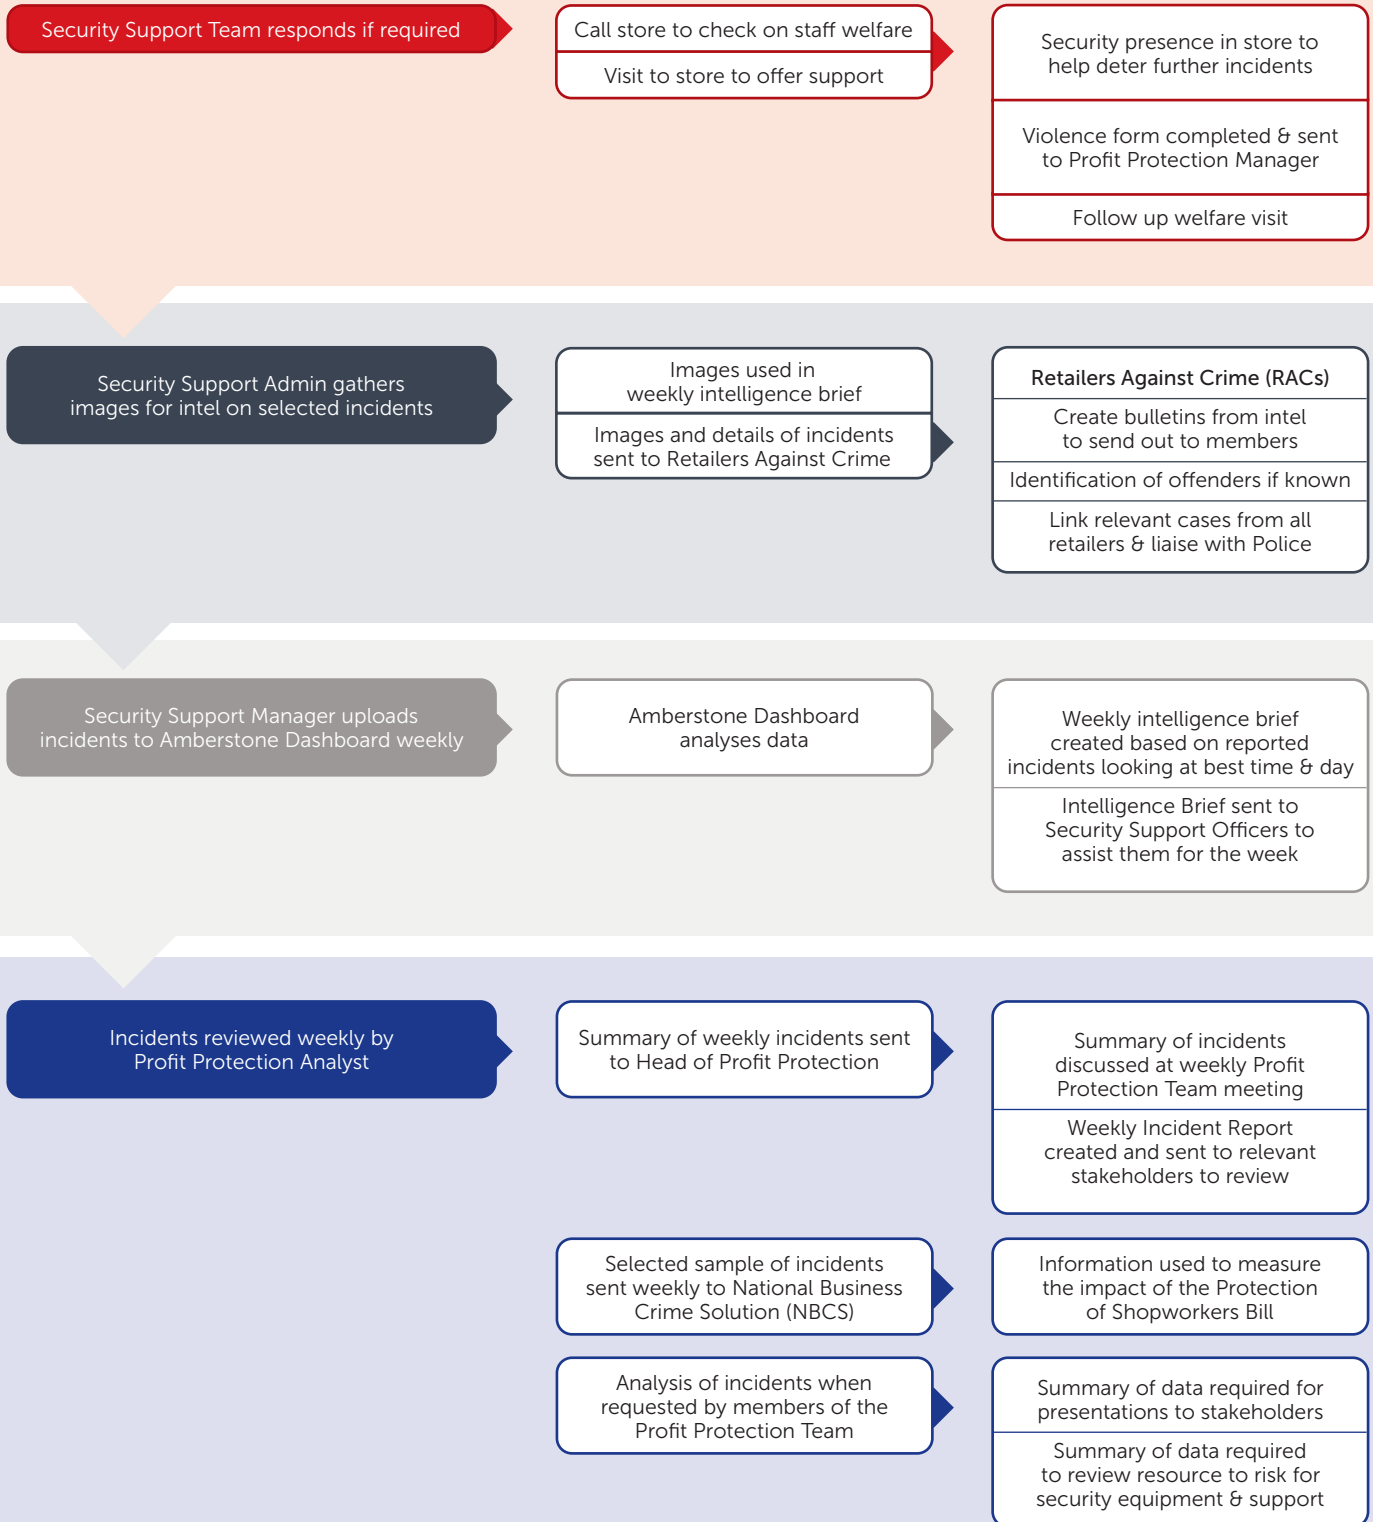 Security Support Team responds if required
Call store to check on staff welfare
Visit to store to offer support
Security presence in store to
help deter further incidents
Violence form completed & sent
to Profit Protection Manager
Follow up welfare visit
Security Support Admin gathers
images for intel on selected incidents
Images used in
weekly intelligence brief
Images and details of incidents
sent to Retailers Against Crime
Retailers Against Crime (RACs)
Create bulletins from intel
to send out to members
Identification of offenders if known
Link relevant cases from all
retailers & liaise with Police
Security Support Manager uploads
incidents to Amberstone Dashboard weekly
Amberstone Dashboard
analyses data
Weekly intelligence brief
created based on reported
incidents looking at best time & day
Intelligence Brief sent to
Security Support Officers to
assist them for the week
Incidents reviewed weekly by
Profit Protection Analyst
Summary of weekly incidents sent
to Head of Profit Protection
Summary of incidents
discussed at weekly Profit
Protection Team meeting
Weekly Incident Report
created and sent to relevant
stakeholders to review
Selected sample of incidents
sent weekly to National Business
Crime Solution (NBCS)
Information used to measure
the impact of the Protection
of Shopworkers Bill
Analysis of incidents when
requested by members of the
Profit Protection Team
Summary of data required for
presentations to stakeholders
Summary of data required
to review resource to risk for
security equipment & support